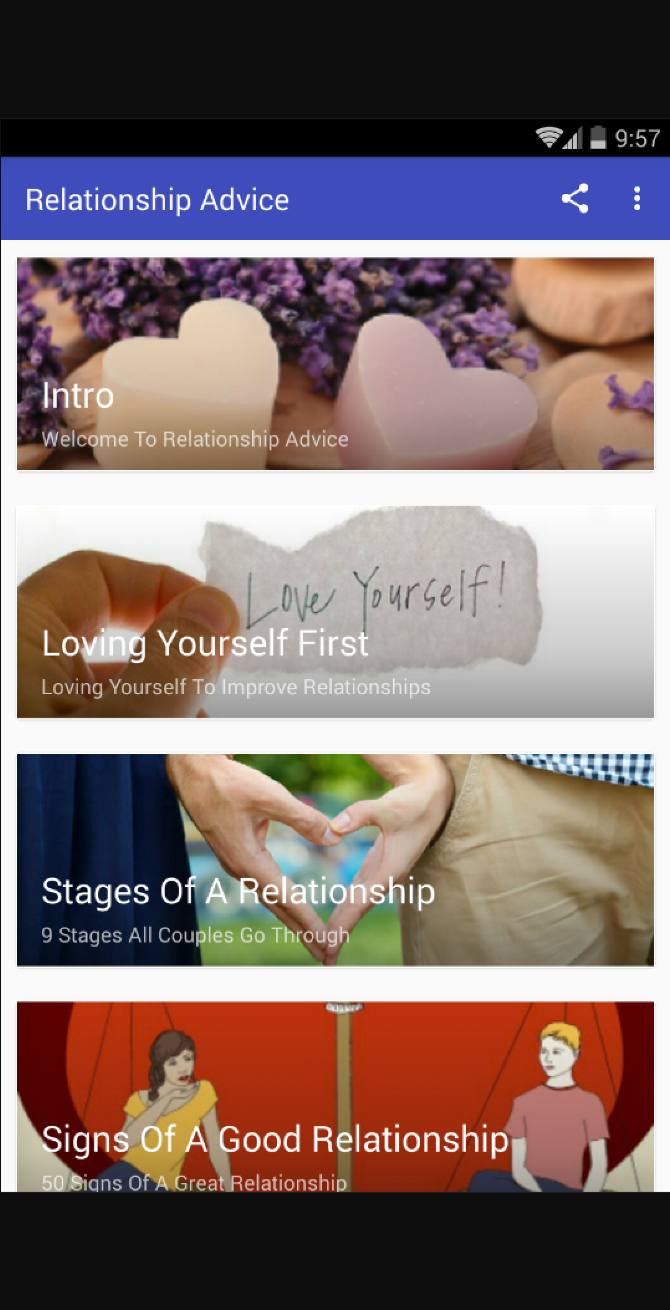 9:57
Relationship Advice
Intro
Welcome To Relationship Advice
Love Yourself!
Loving Yourself First
Loving Yourself To Improve Relationships
Stages Of A Relationship
9 Stages All Couples Go Through
Signs Of A Good Relationship
50 Signs Of A Great Relationship